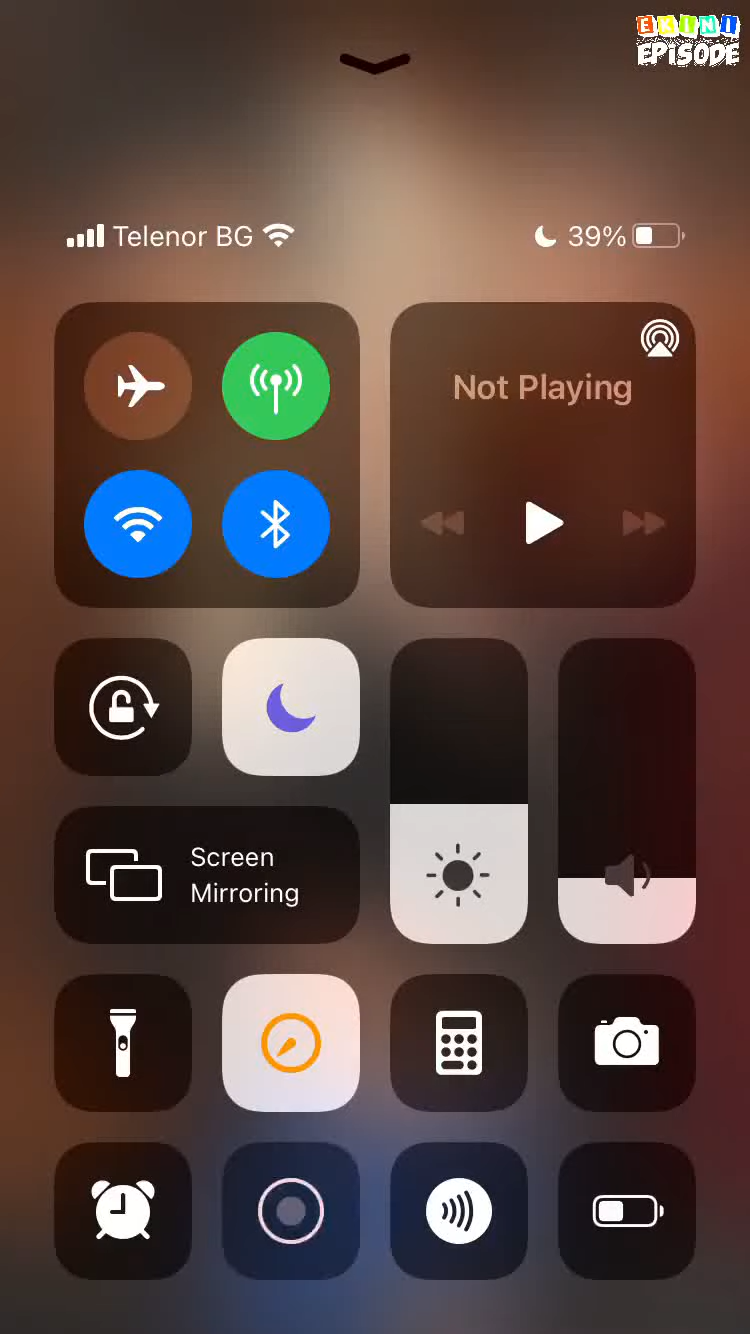 EKINI
EPISODE
Telenor BG
39%
Not Playing
Screen
Mirroring